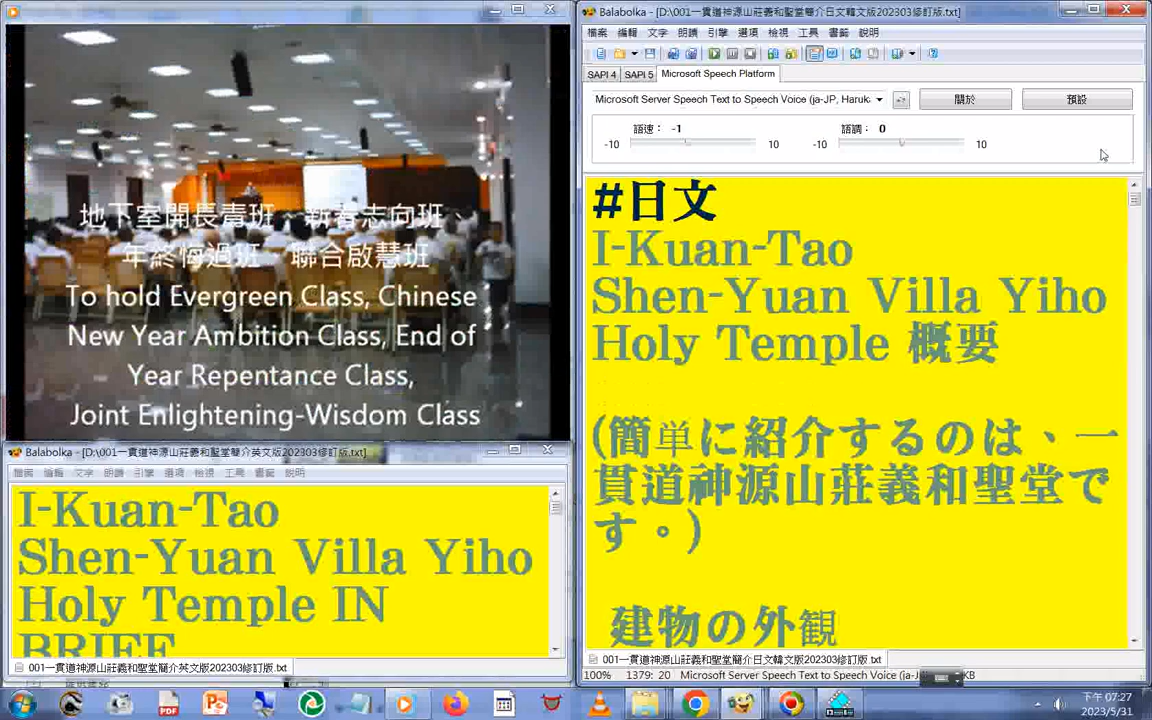 地下室開長青班、新春志向班、
年終悔過班、聯合啟慧班
To hold Evergreen Class, Chinese
New Year Ambition Class, End of
Year Repentance Class,
Joint Enlightening-Wisdom Class
Balabolka - [D:\001一貫道神源山莊義和聖堂簡介英文版202303修訂版.txt]
檔案 編輯 文字 朗讀 引擎 選項 檢視 工具 書籤 說明
I-Kuan-Tao
Shen-Yuan Villa Yiho
Holy Temple IN
BRIEF
001一貫道神源山莊義和聖堂簡介英文版202303修訂版.txt
Balabolka - [D:\001一貫道神源山莊義和聖堂簡介日文版韓文版202303修訂版.txt]
檔案 編輯 文字 朗讀 引擎 選項 檢視 工具 書籤 說明
SAPI 4 SAPI 5 Microsoft Speech Platform
Microsoft Server Speech Text to Speech Voice (ja-JP, Haruk
關於 預設
語速： -1 語調： 0
-10 10 -10 10
#日文
I-Kuan-Tao
Shen-Yuan Villa Yiho
Holy Temple 概要
(簡単に紹介するのは、一
貫道神源山莊義和聖堂で
す。)
建物の外観
001一貫道神源山莊義和聖堂簡介日文版韓文版202303修訂版.txt
100% 1379: 20 Microsoft Server Speech Text to Speech Voice (ja-J KB
PDF
下午 07:27
2023/5/31